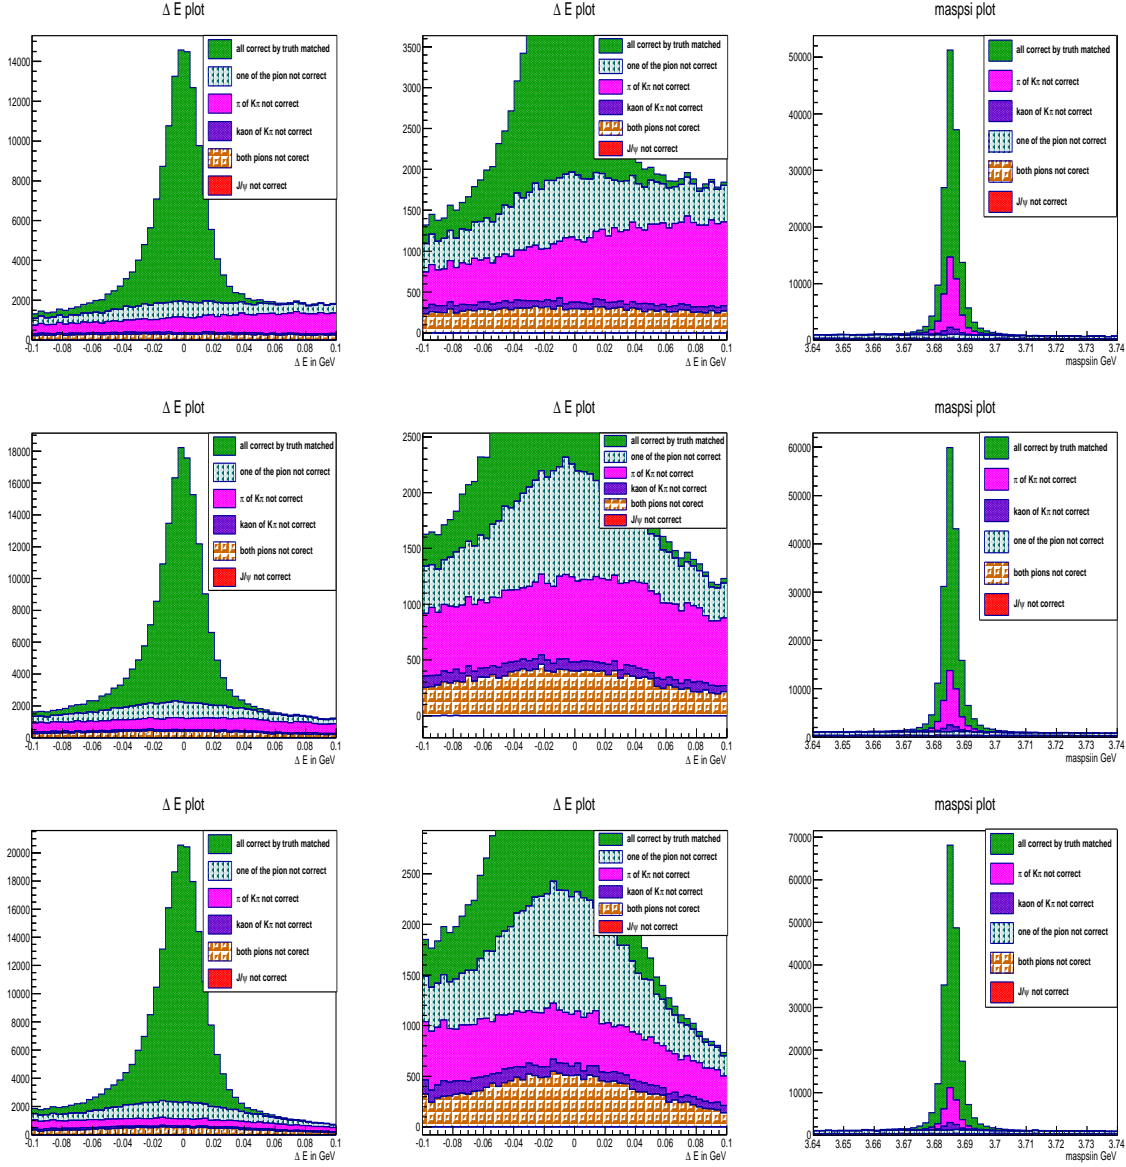 Δ E plot
14000
12000
10000
8000
6000
4000
2000
0
all correct by truth matched
one of the pion not correct
π of Kπ not correct
kaon of Kπ not correct
both pions not correct
J/ψ not correct
-0.1 -0.08 -0.06 -0.04 -0.02 0 0.02 0.04 0.06 0.08 0.1
Δ E in GeV
Δ E plot
3500
3000
2500
2000
1500
1000
500
0
all correct by truth matched
one of the pion not correct
π of Kπ not correct
kaon of Kπ not correct
both pions not correct
J/ψ not correct
-0.1 -0.08 -0.06 -0.04 -0.02 0 0.02 0.04 0.06 0.08 0.1
Δ E in GeV
maspsi plot
50000
40000
30000
20000
10000
0
all correct by truth matched
π of Kπ not correct
kaon of Kπ not correct
one of the pion not correct
both pions not correct
J/ψ not correct
3.64 3.65 3.66 3.67 3.68 3.69 3.7 3.71 3.72 3.73 3.74
maspsiin GeV
Δ E plot
18000
16000
14000
12000
10000
8000
6000
4000
2000
0
all correct by truth matched
one of the pion not correct
π of Kπ not correct
kaon of Kπ not correct
both pions not correct
J/ψ not correct
-0.1 -0.08 -0.06 -0.04 -0.02 0 0.02 0.04 0.06 0.08 0.1
Δ E in GeV
Δ E plot
2500
2000
1500
1000
500
0
all correct by truth matched
one of the pion not correct
π of Kπ not correct
kaon of Kπ not correct
both pions not correct
J/ψ not correct
-0.1 -0.08 -0.06 -0.04 -0.02 0 0.02 0.04 0.06 0.08 0.1
Δ E in GeV
maspsi plot
60000
50000
40000
30000
20000
10000
0
all correct by truth matched
π of Kπ not correct
kaon of Kπ not correct
one of the pion not correct
both pions not correct
J/ψ not correct
3.64 3.65 3.66 3.67 3.68 3.69 3.7 3.71 3.72 3.73 3.74
maspsiin GeV
Δ E plot
20000
18000
16000
14000
12000
10000
8000
6000
4000
2000
0
all correct by truth matched
one of the pion not correct
π of Kπ not correct
kaon of Kπ not correct
both pions not correct
J/ψ not correct
-0.1 -0.08 -0.06 -0.04 -0.02 0 0.02 0.04 0.06 0.08 0.1
Δ E in GeV
Δ E plot
2500
2000
1500
1000
500
0
all correct by truth matched
one of the pion not correct
π of Kπ not correct
kaon of Kπ not correct
both pions not correct
J/ψ not correct
-0.1 -0.08 -0.06 -0.04 -0.02 0 0.02 0.04 0.06 0.08 0.1
Δ E in GeV
maspsi plot
70000
60000
50000
40000
30000
20000
10000
0
all correct by truth matched
π of Kπ not correct
kaon of Kπ not correct
one of the pion not correct
both pions not correct
J/ψ not correct
3.64 3.65 3.66 3.67 3.68 3.69 3.7 3.71 3.72 3.73 3.74
maspsiin GeV